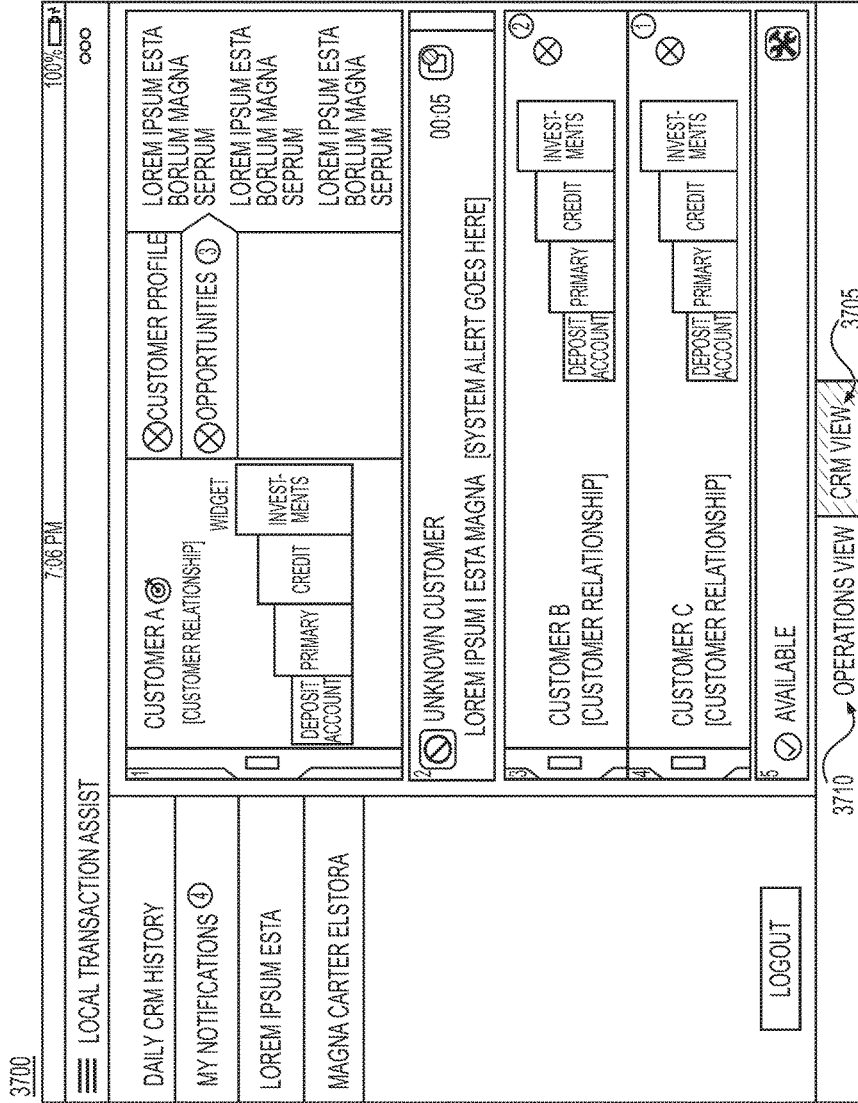 3700
7:06 PM
100%
LOCAL TRANSACTION ASSIST
DAILY CRM HISTORY
MY NOTIFICATIONS 4
LOREM IPSUM ESTA
MAGNA CARTER ELSTORA
LOGOUT
1
CUSTOMER A
[CUSTOMER RELATIONSHIP]
WIDGET
DEPOSIT
ACCOUNT
PRIMARY
CREDIT
INVEST-
MENTS
CUSTOMER PROFILE
OPPORTUNITIES 3
LOREM IPSUM ESTA
BORLUM MAGNA
SEPRUM
LOREM IPSUM ESTA
BORLUM MAGNA
SEPRUM
LOREM IPSUM ESTA
BORLUM MAGNA
SEPRUM
2
UNKNOWN CUSTOMER
00:05
LOREM IPSUM I ESTA MAGNA [SYSTEM ALERT GOES HERE]
3
CUSTOMER B
[CUSTOMER RELATIONSHIP]
DEPOSIT
ACCOUNT
PRIMARY
CREDIT
INVEST-
MENTS
2
4
CUSTOMER C
[CUSTOMER RELATIONSHIP]
DEPOSIT
ACCOUNT
PRIMARY
CREDIT
INVEST-
MENTS
1
5
AVAILABLE
OPERATIONS VIEW
CRM VIEW
3710
3705